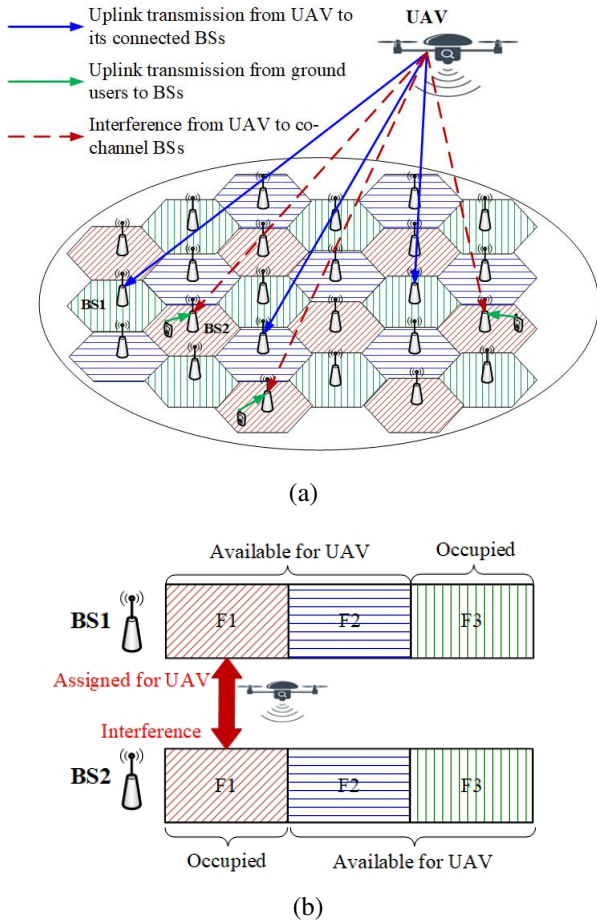 Uplink transmission from UAV to
its connected BSs
UAV
Uplink transmission from ground
users to BSs
Interference from UAV to co-
channel BSs
BS1
BS2
(a)
Available for UAV
Occupied
BS1
F1
F2
F3
Assigned for UAV
Interference
BS2
F1
F2
F3
Occupied
Available for UAV
(b)